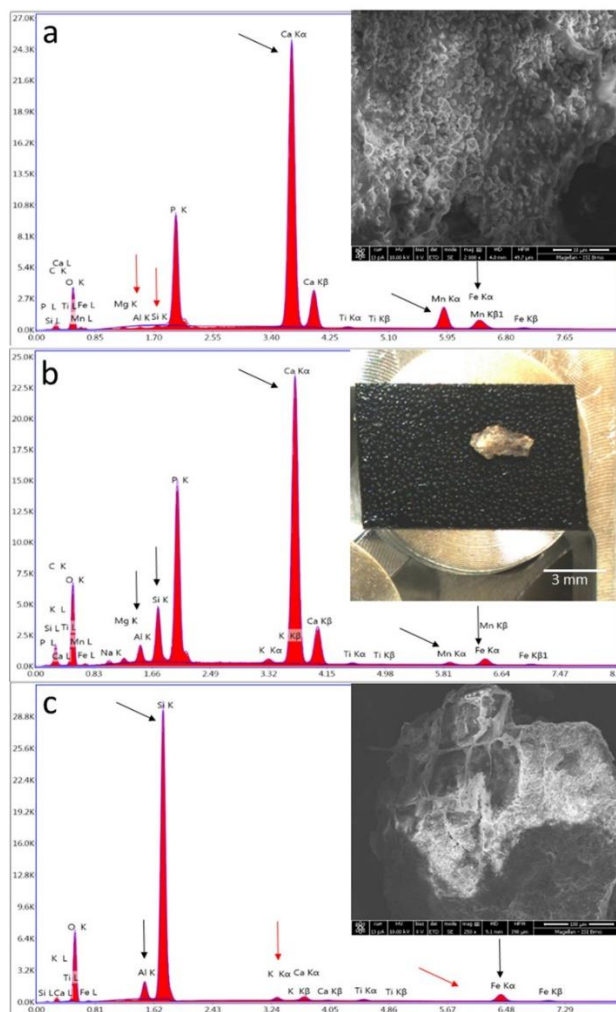 a
27.0K
24.3K
21.6K
18.9K
16.2K
13.5K
10.8K
5.4K
2.7K
0.0K
Ca Kα
P K
Ca L
C K
O K
P L Ti L Fe L
Si L Mn L
Mg K
Al K Si K
Ca Kβ
Ti Kα Ti Kβ
Mn Kα
Fe Kα
Mn Kβ1
Fe Kβ
0.00 0.85 1.70 2.55 3.40 4.25 5.10 5.95 6.80 7.65
Magellan - ISI Brno
b
25.0K
22.5K
20.0K
17.5K
15.0K
12.5K
10.0K
7.5K
5.0K
2.5K
0.0K
Ca Kα
P K
C K
O K
K L
Si L Ti L Mn L
P L Ca L Fe L
Na K
Mg K
Al K
Si K
K Kα
K Kβ
Ca Kβ
Ti Kα Ti Kβ
Mn Kα
Mn Kβ
Fe Kα
Fe Kβ1
3 mm
0.00 0.83 1.66 2.49 3.32 4.15 4.98 5.81 6.64 7.47
c
28.8K
25.6K
22.4K
19.2K
16.0K
12.8K
9.6K
6.4K
3.2K
0.0K
Si K
O K
K L
Ti L
Si L Ca L Fe L
Al K
K Kα Ca Kα
K Kβ Ca Kβ
Ti Kα Ti Kβ
Fe Kα
Fe Kβ
0.00 0.81 1.62 2.43 3.24 4.05 4.86 5.67 6.48 7.29
Magellan - ISI Brno